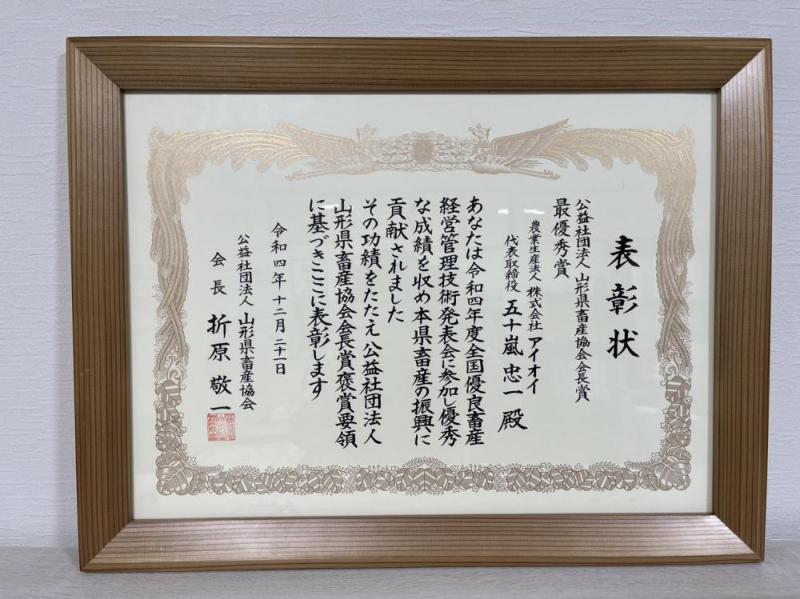 表彰状
公益社団法人 山形県畜産協会会長賞
最優秀賞
農業生産法人 株式会社 アイオイ
代表取締役 五十嵐 忠一 殿
あなたは令和四年度全国優良畜産
経営管理技術発表会に参加し優秀
な成績を収め本県畜産の振興に
貢献されました
その功績をたたえ公益社団法人
山形県畜産協会会長賞褒賞要領
に基づきここに表彰します
令和四年十二月二十一日
公益社団法人 山形県畜産協会
会長 折原 敬一